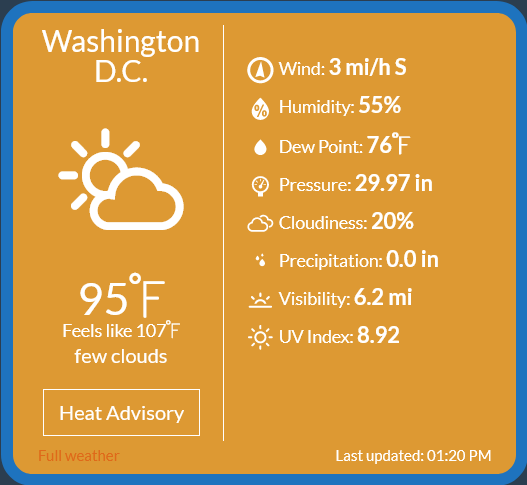 Washington
D.C.
95°F
Feels like 107°F
few clouds
Heat Advisory
Full weather
Wind: 3 mi/h S
Humidity: 55%
Dew Point: 76°F
Pressure: 29.97 in
Cloudiness: 20%
Precipitation: 0.0 in
Visibility: 6.2 mi
UV Index: 8.92
Last updated: 01:20 PM